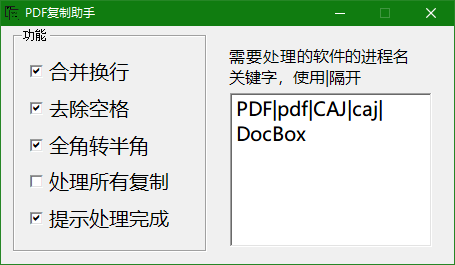 PDF复制助手
功能
合并换行
去除空格
全角转半角
处理所有复制
提示处理完成
需要处理的软件的进程名
关键字，使用|隔开
PDF|pdf|CAJ|caj|
DocBox